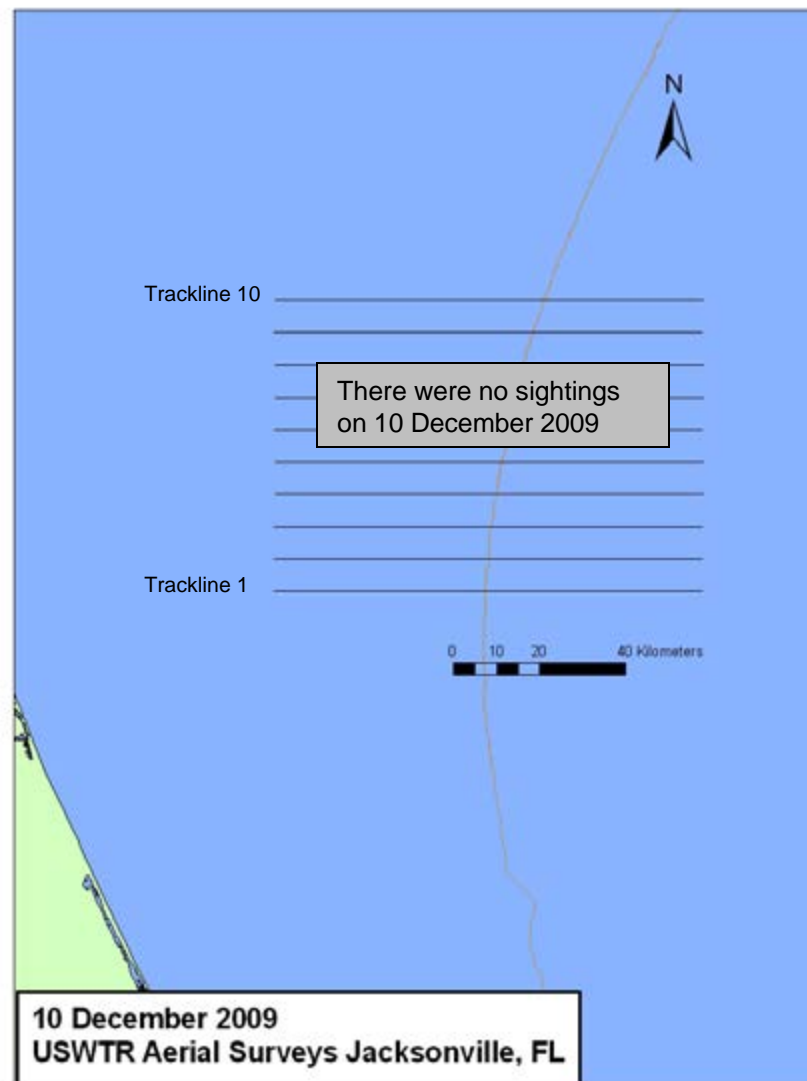 N
Trackline 10
There were no sightings
on 10 December 2009
Trackline 1
0 10 20 40 Kilometers
10 December 2009
USWTR Aerial Surveys Jacksonville, FL